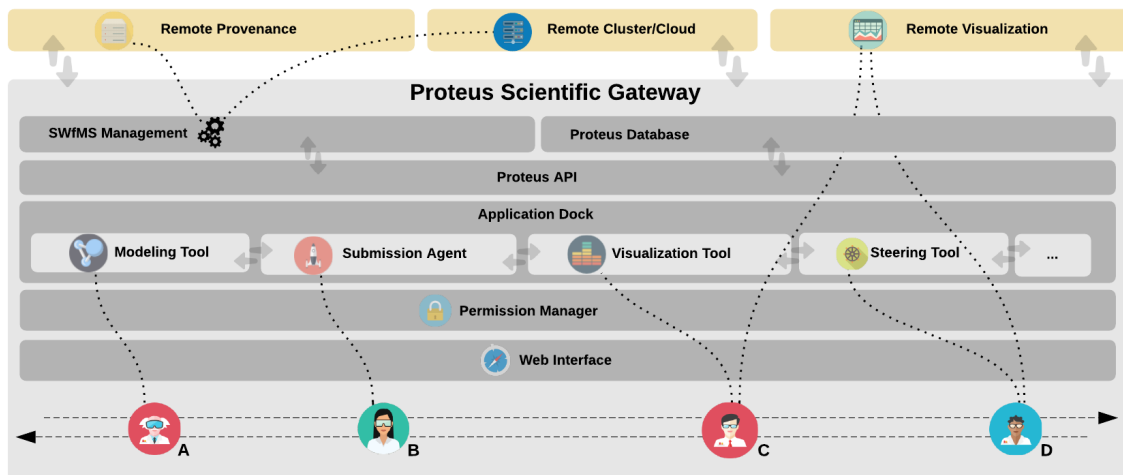 Remote Provenance
Remote Cluster/Cloud
Remote Visualization
Proteus Scientific Gateway
SWfMS Management
Proteus Database
Proteus API
Application Dock
Modeling Tool
Submission Agent
Visualization Tool
Steering Tool
...
Permission Manager
Web Interface
A
B
C
D